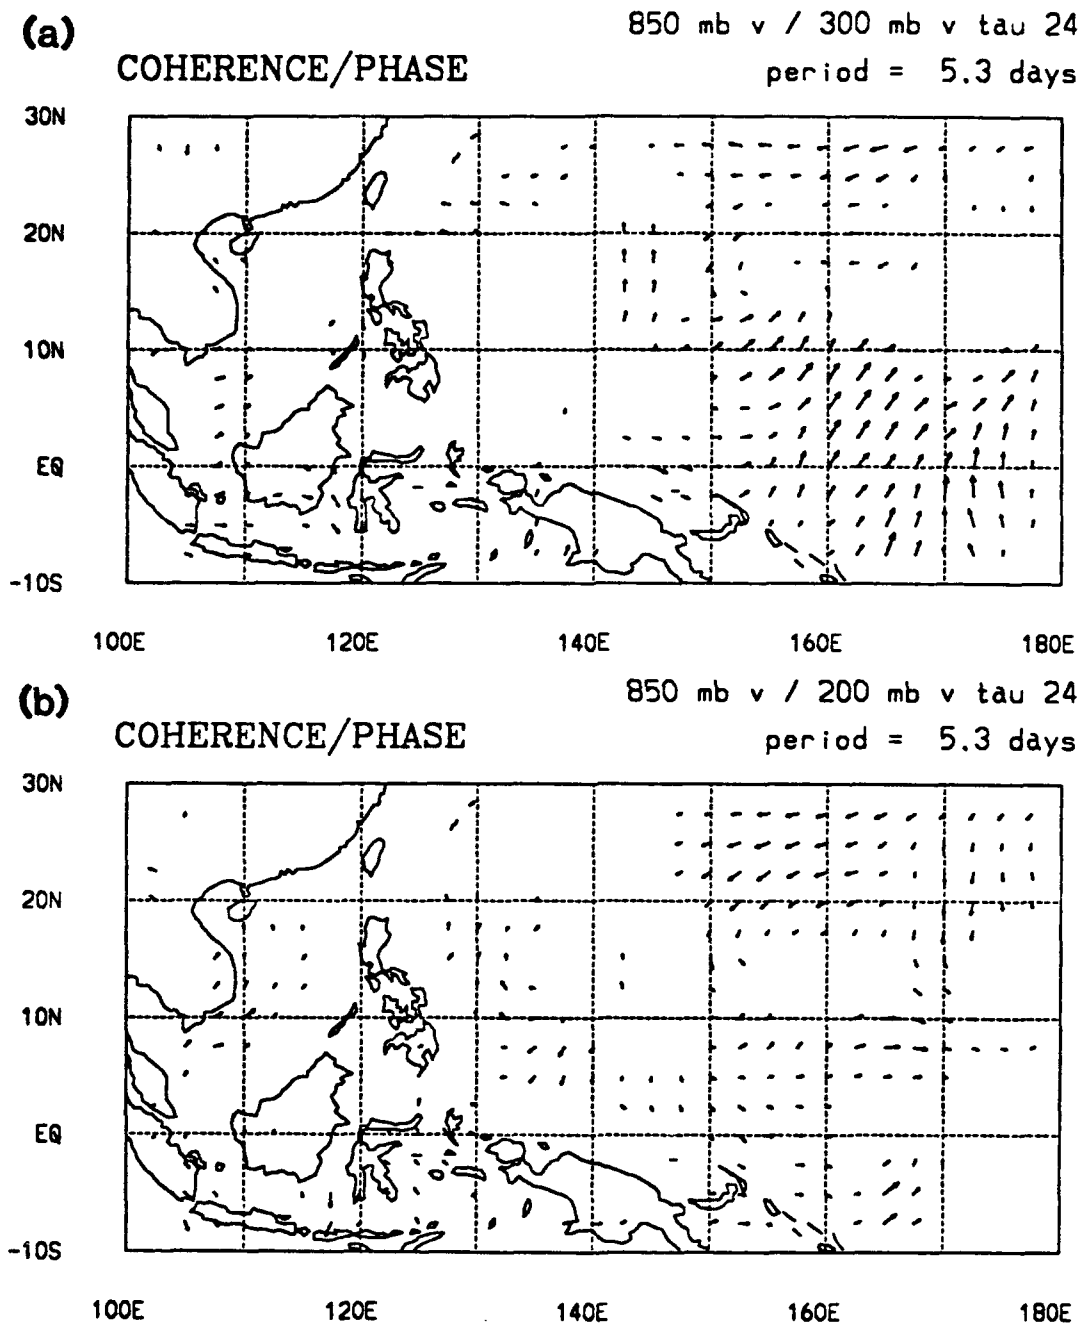 (a)
850 mb v / 300 mb v tau 24
COHERENCE/PHASE
period = 5.3 days
30N
20N
10N
EQ
-10S
100E 120E 140E 160E 180E
(b)
850 mb v / 200 mb v tau 24
COHERENCE/PHASE
period = 5.3 days
30N
20N
10N
EQ
-10S
100E 120E 140E 160E 180E